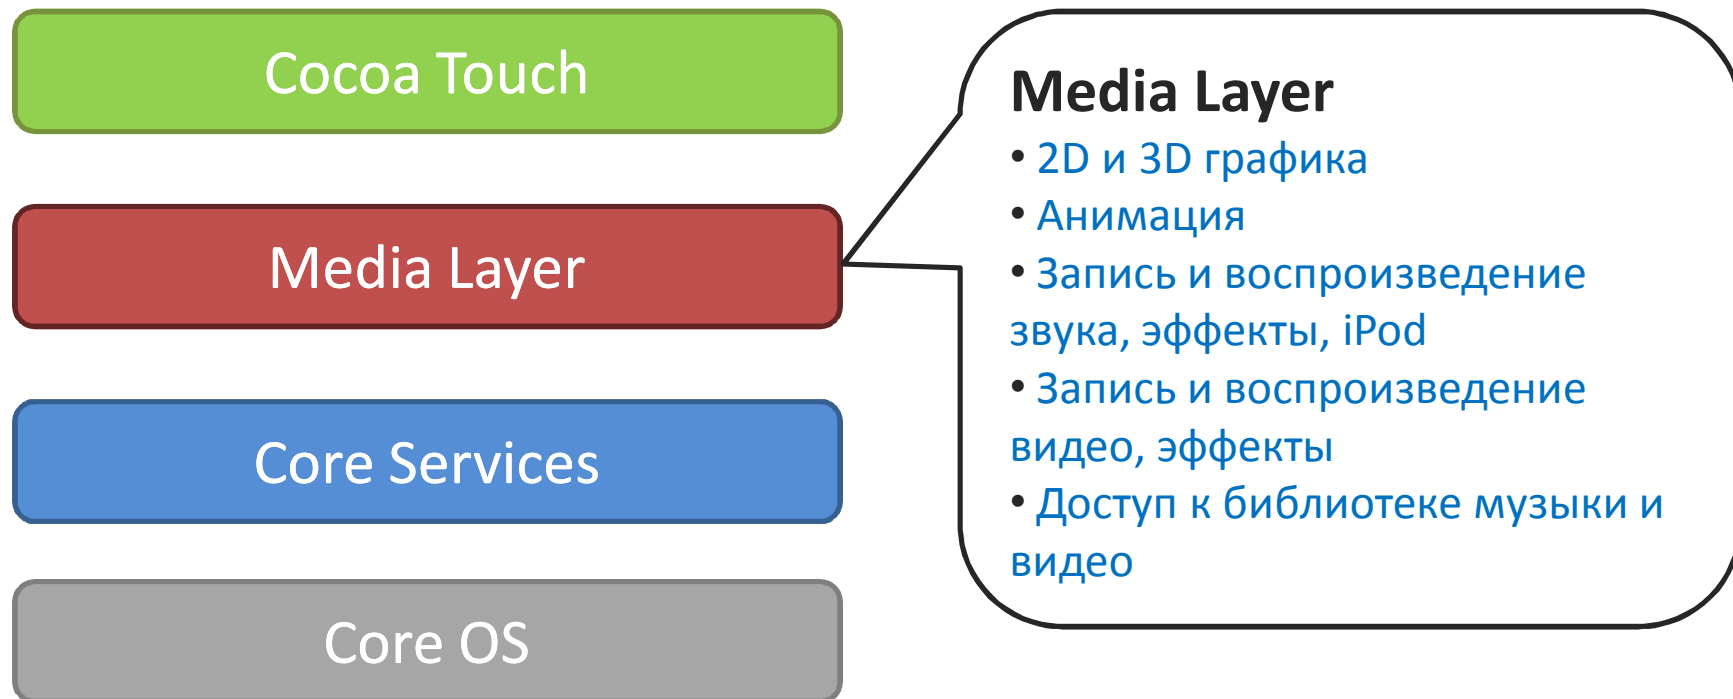 Cocoa Touch
Media Layer
Core Services
Core OS
Media Layer
• 2D и 3D графика
• Анимация
• Запись и воспроизведение
звука, эффекты, iPod
• Запись и воспроизведение
видео, эффекты
• Доступ к библиотеке музыки и
видео